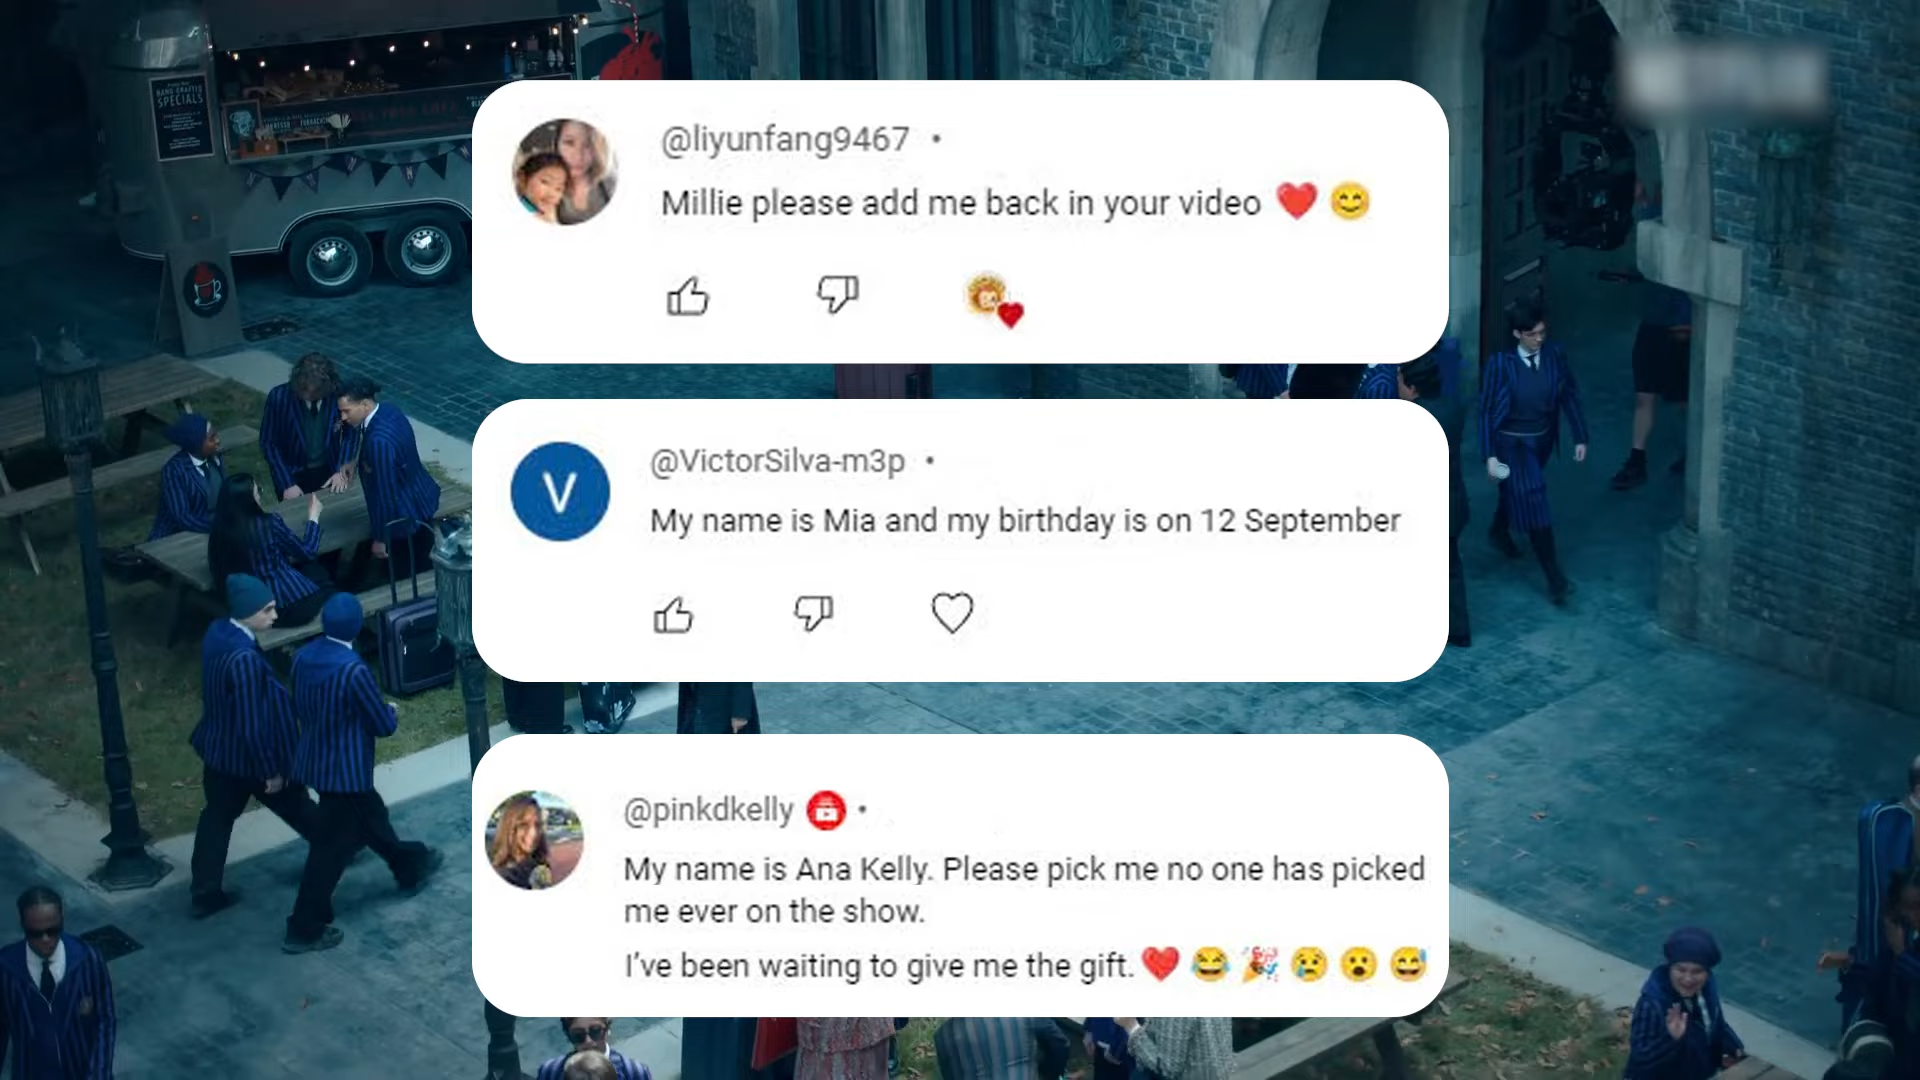 HAND CRAFTED
SPECIALS
@liyunfang9467 •
Millie please add me back in your video ❤️ 😊
@VictorSilva-m3p •
V
My name is Mia and my birthday is on 12 September
@pinkdkelly •
My name is Ana Kelly. Please pick me no one has picked
me ever on the show.
I’ve been waiting to give me the gift. ❤️ 😂 🎉 😢 😮 😅